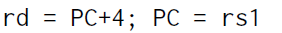 rd = PC+4; PC = rs1